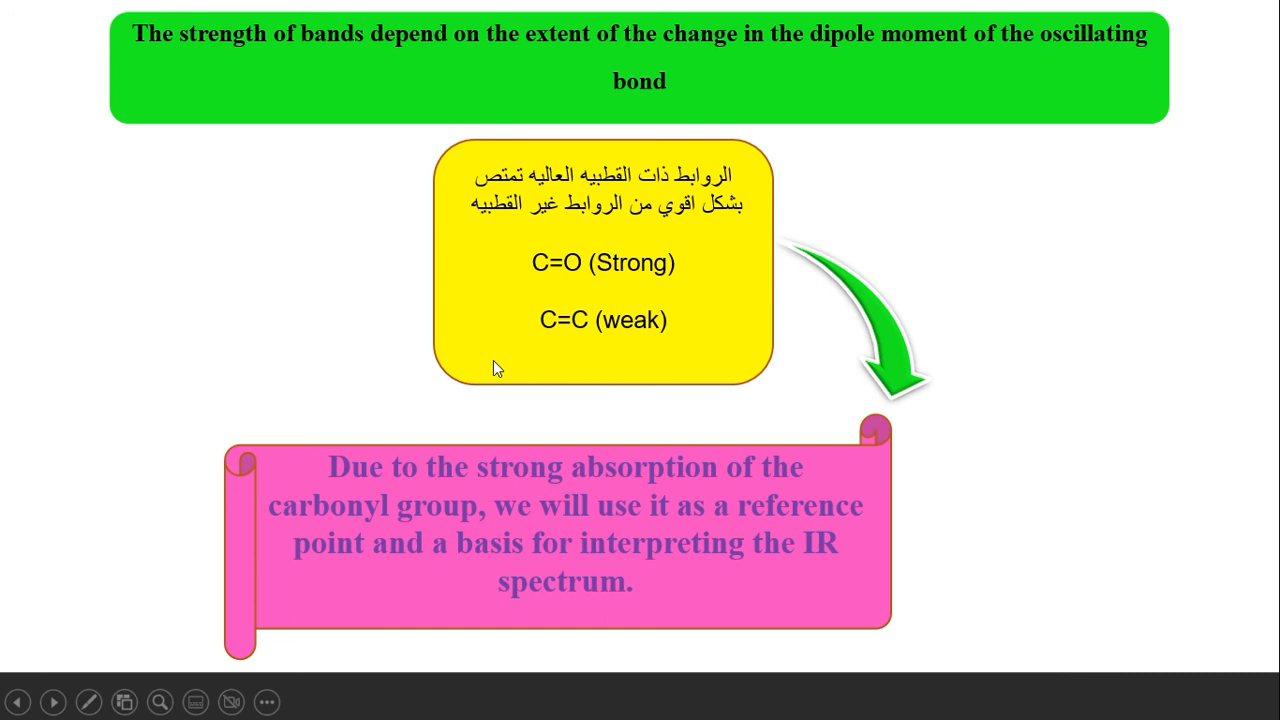 The strength of bands depend on the extent of the change in the dipole moment of the oscillating
bond
الروابط ذات القطبيه العاليه تمتص
بشكل اقوي من الروابط غير القطبيه
C=O (Strong)
C=C (weak)
Due to the strong absorption of the
carbonyl group, we will use it as a reference
point and a basis for interpreting the IR
spectrum.